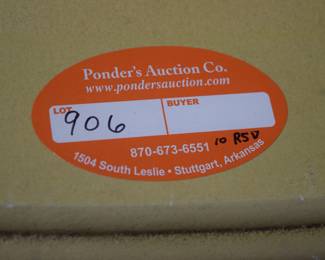 Ponder's Auction Co.
www.pondersauction.com
LOT BUYER
906
870-673-6551 10 RSV
1504 South Leslie • Stuttgart, Arkansas